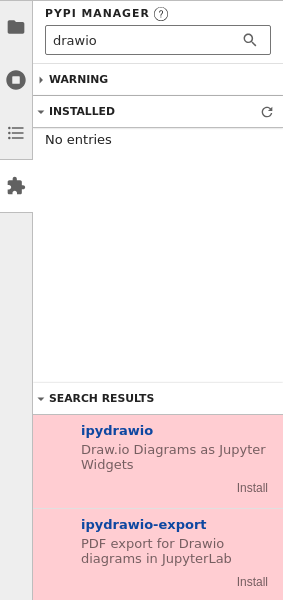 PYPI MANAGER ?
drawio
WARNING
INSTALLED
No entries
SEARCH RESULTS
ipydrawio
Draw.io Diagrams as Jupyter
Widgets
Install
ipydrawio-export
PDF export for Drawio
diagrams in JupyterLab
Install